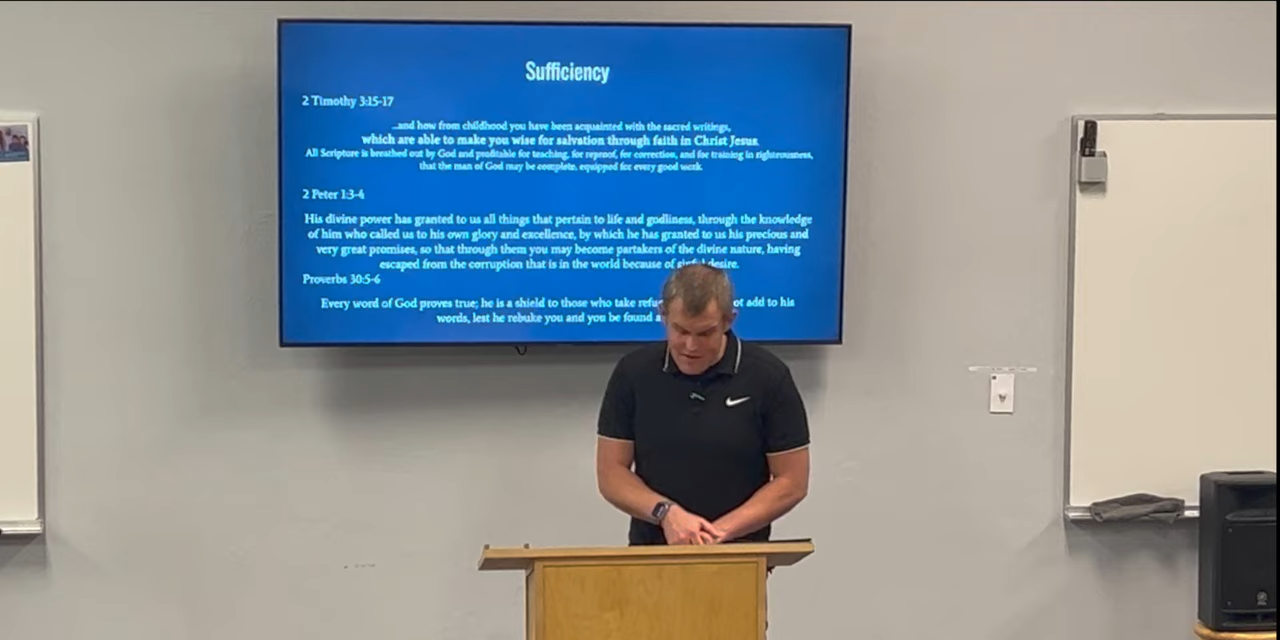 Sufficiency
2 Timothy 3:15-17
...and how from childhood you have been acquainted with the sacred writings,
which are able to make you wise for salvation through faith in Christ Jesus.
All Scripture is breathed out by God and profitable for teaching, for reproof, for correction, and for training in righteousness,
that the man of God may be complete, equipped for every good work.
2 Peter 1:3-4
His divine power has granted to us all things that pertain to life and godliness, through the knowledge
of him who called us to his own glory and excellence, by which he has granted to us his precious and
very great promises, so that through them you may become partakers of the divine nature, having
escaped from the corruption that is in the world because of desire.
Proverbs 30:5-6
Every word of God proves true; he is a shield to those who take add to his
words, lest he rebuke you and you be found